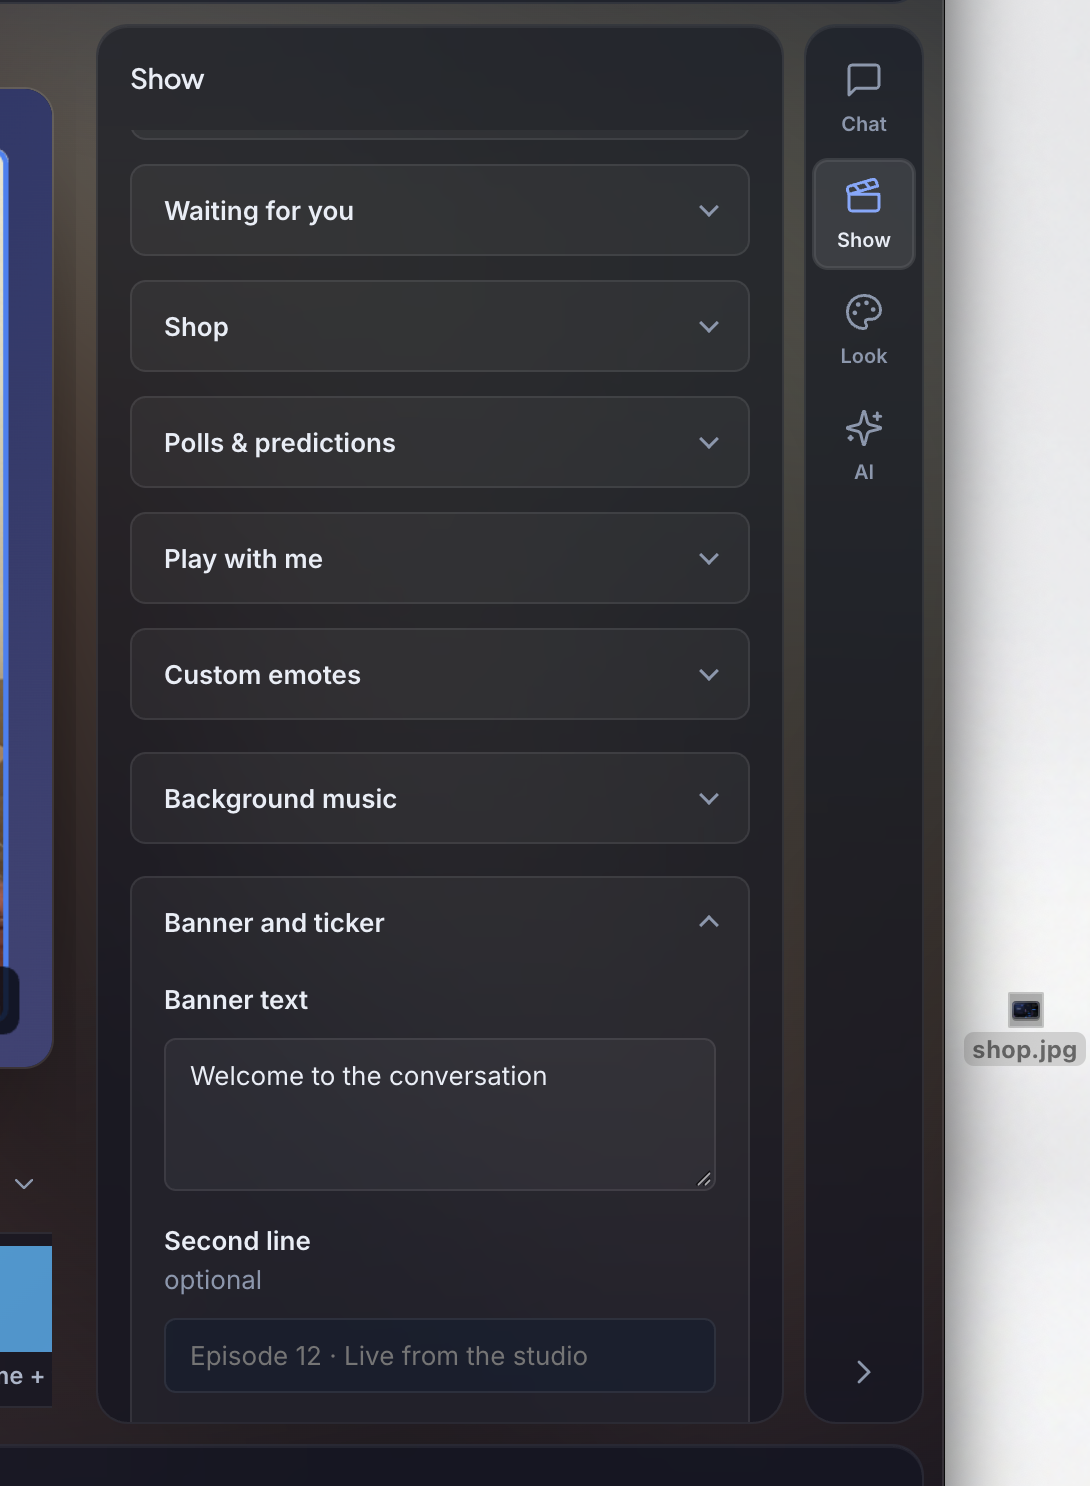 Show
Waiting for you
Shop
Polls & predictions
Play with me
Custom emotes
Background music
Banner and ticker
Banner text
Welcome to the conversation
Second line
optional
Episode 12 · Live from the studio
Chat
Show
Look
AI
shop.jpg
+